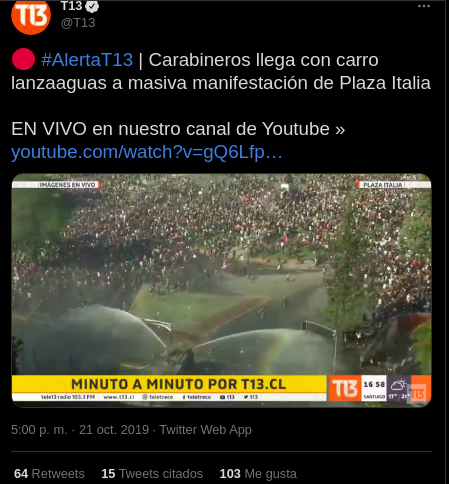 T13
T13
@T13
#AlertaT13 | Carabineros llega con carro
lanzaaguas a masiva manifestación de Plaza Italia
EN VIVO en nuestro canal de Youtube »
youtube.com/watch?v=gQ6Lfp…
IMÁGENES EN VIVO
PLAZA ITALIA
MINUTO A MINUTO POR T13.CL
T13
16 58
SANTIAGO
17°
tele13 radio 103.3 FM www.t13.cl teletrece teletrece t13 t13
5:00 p. m. · 21 oct. 2019 · Twitter Web App
64 Retweets 15 Tweets citados 103 Me gusta